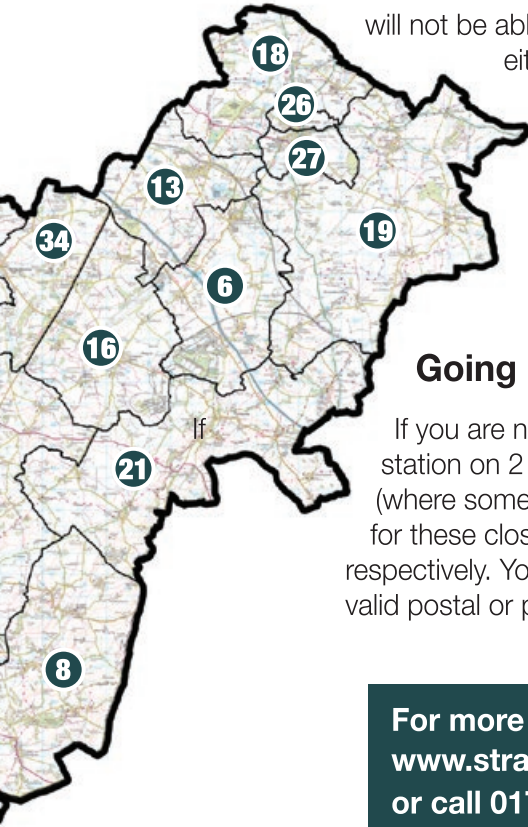 will not be abl
eit
18
26
27
13
19
34
6
16
Going
If
If you are n
21
station on 2
(where some
for these clos
respectively. Yo
valid postal or p
8
For more
www.stra
or call 017